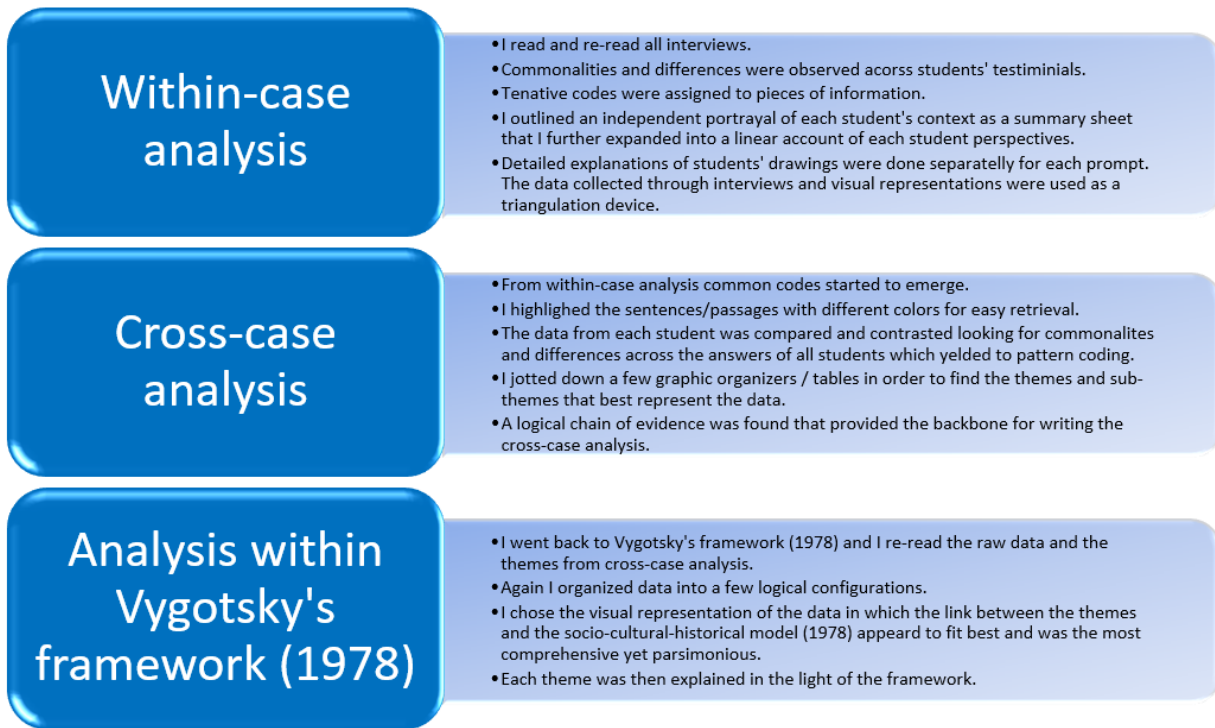 Within-case
analysis
•I read and re-read all interviews.
•Commonalities and differences were observed acorss students' testiminials.
•Tenative codes were assigned to pieces of information.
•I outlined an independent portrayal of each student's context as a summary sheet
that I further expanded into a linear account of each student perspectives.
•Detailed explanations of students' drawings were done separatelly for each prompt.
The data collected through interviews and visual representations were used as a
triangulation device.
Cross-case
analysis
•From within-case analysis common codes started to emerge.
•I highlighed the sentences/passages with different colors for easy retrieval.
•The data from each student was compared and contrasted looking for commonalites
and differences across the answers of all students which yelded to pattern coding.
•I jotted down a few graphic organizers / tables in order to find the themes and sub-
themes that best represent the data.
•A logical chain of evidence was found that provided the backbone for writing the
cross-case analysis.
Analysis within
Vygotsky's
framework (1978)
•I went back to Vygotsky's framework (1978) and I re-read the raw data and the
themes from cross-case analysis.
•Again I organized data into a few logical configurations.
•I chose the visual representation of the data in which the link between the themes
and the socio-cultural-historical model (1978) appeard to fit best and was the most
comprehensive yet parsimonious.
•Each theme was then explained in the light of the framework.